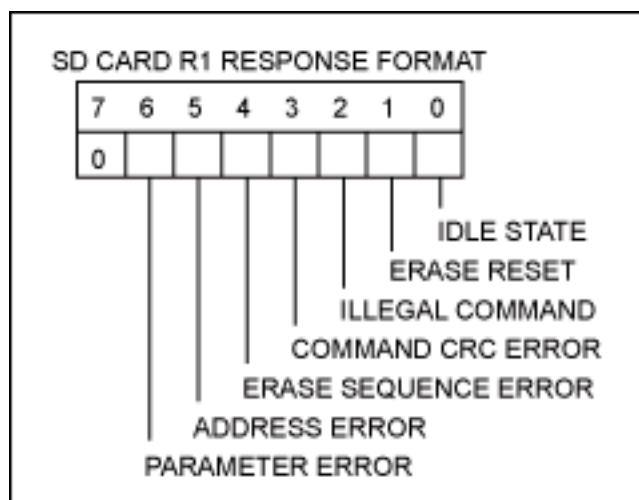 SD CARD R1 RESPONSE FORMAT
7 6 5 4 3 2 1 0
0
IDLE STATE
ERASE RESET
ILLEGAL COMMAND
COMMAND CRC ERROR
ERASE SEQUENCE ERROR
ADDRESS ERROR
PARAMETER ERROR